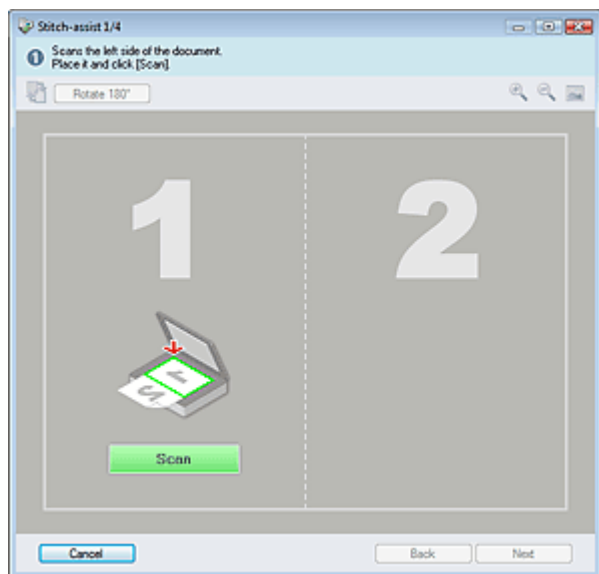 Stitch-assist 1/4
1 Scans the left side of the document.
Place it and click [Scan]
Rotate 180°
1 2
Scan
Cancel Back Next